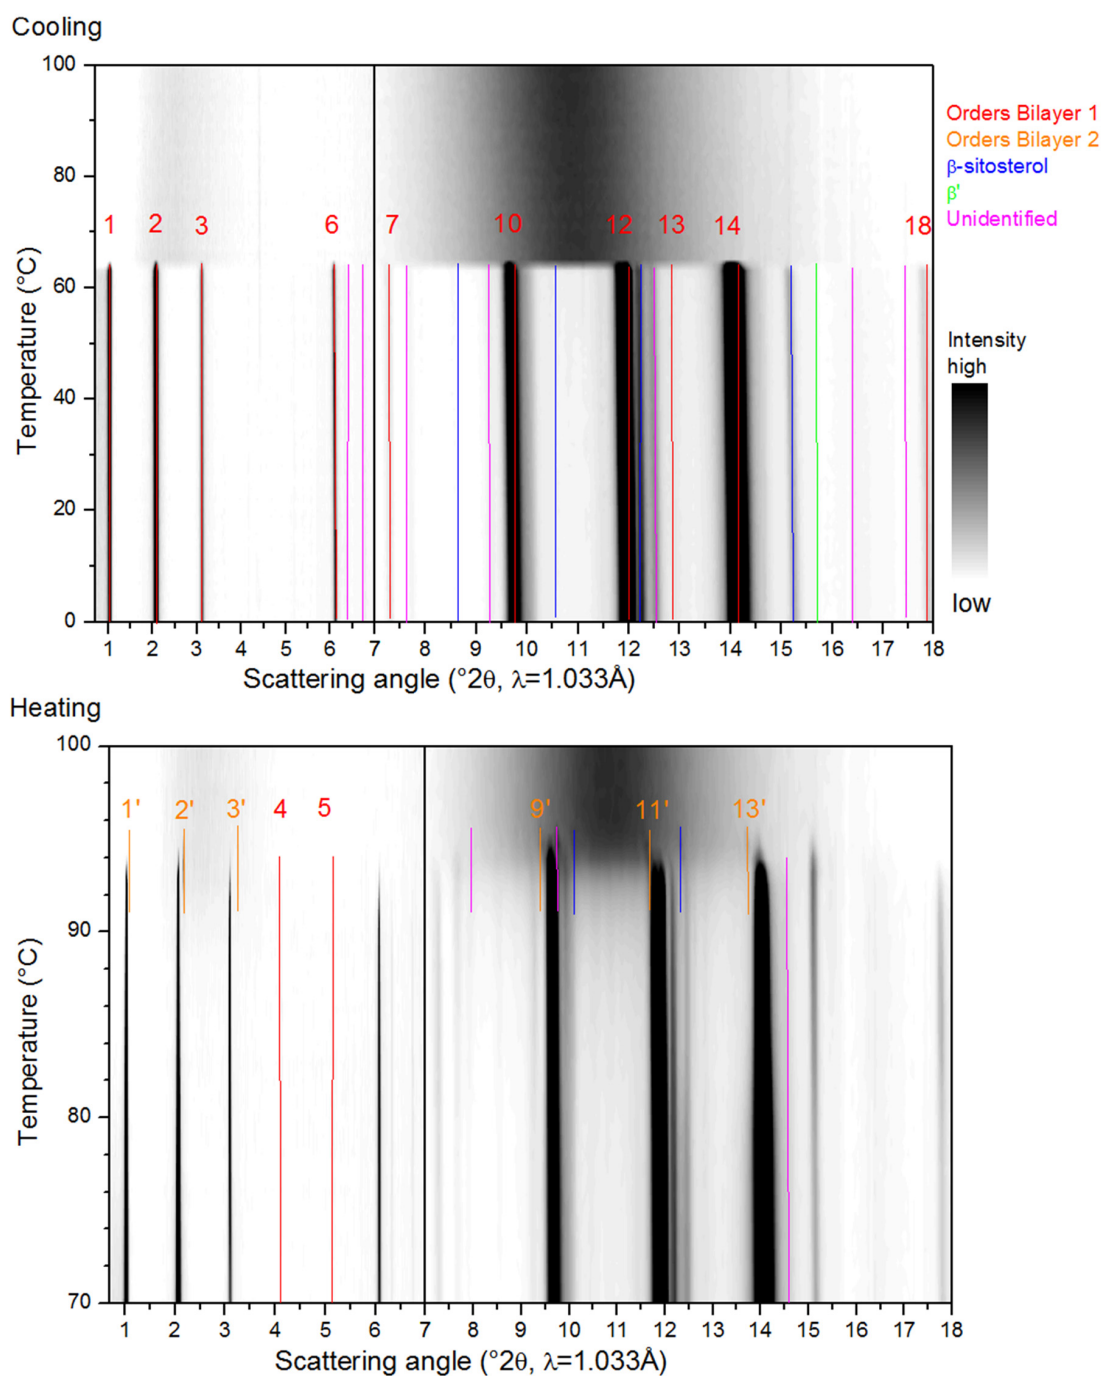 Cooling
100
80
60
40
20
0
Temperature (°C)
1 2 3 6 7 10 12 13 14 18
1 2 3 4 5 6 7 8 9 10 11 12 13 14 15 16 17 18
Scattering angle (°2θ, λ=1.033Å)
Orders Bilayer 1
Orders Bilayer 2
β-sitosterol
β'
Unidentified
Intensity
high
low
Heating
100
90
80
70
Temperature (°C)
1' 2' 3' 4 5 9' 11' 13'
1 2 3 4 5 6 7 8 9 10 11 12 13 14 15 16 17 18
Scattering angle (°2θ, λ=1.033Å)